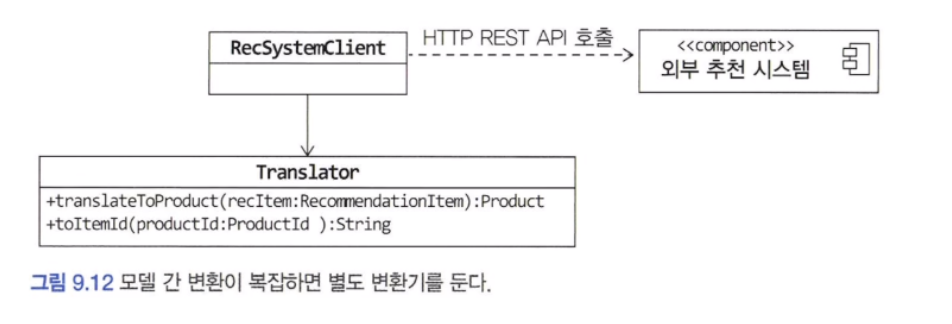 RecSystemClient
HTTP REST API 호출
<<component>>
외부 추천 시스템
Translator
+translateToProduct(recItem:RecommendationItem):Product
+toItemId(productId:ProductId ):String
그림 9.12 모델 간 변환이 복잡하면 별도 변환기를 둔다.